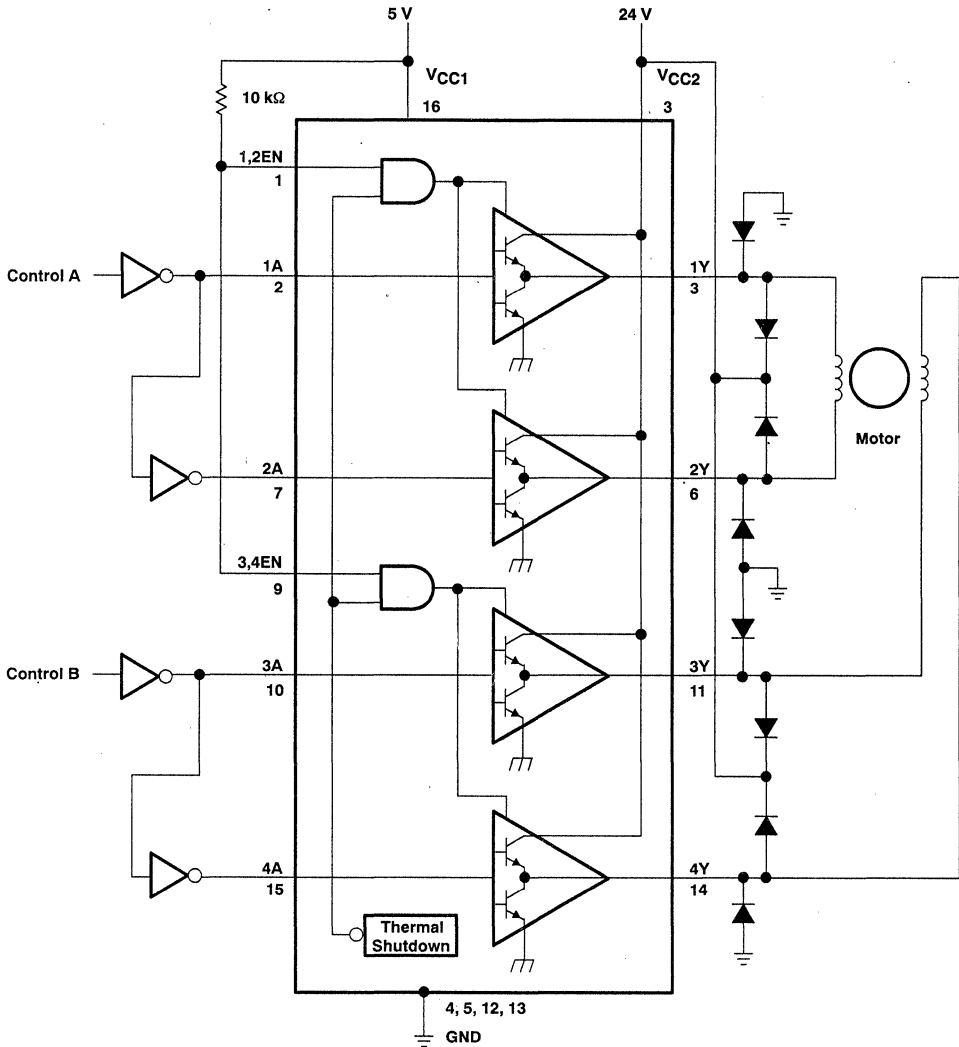 5 V
24 V
VCC1
VCC2
10 kΩ
16
3
1,2EN
1
Control A
1A
2
1Y
3
Motor
2A
7
2Y
6
3,4EN
9
Control B
3A
10
3Y
11
4A
15
4Y
14
Thermal
Shutdown
4, 5, 12, 13
GND